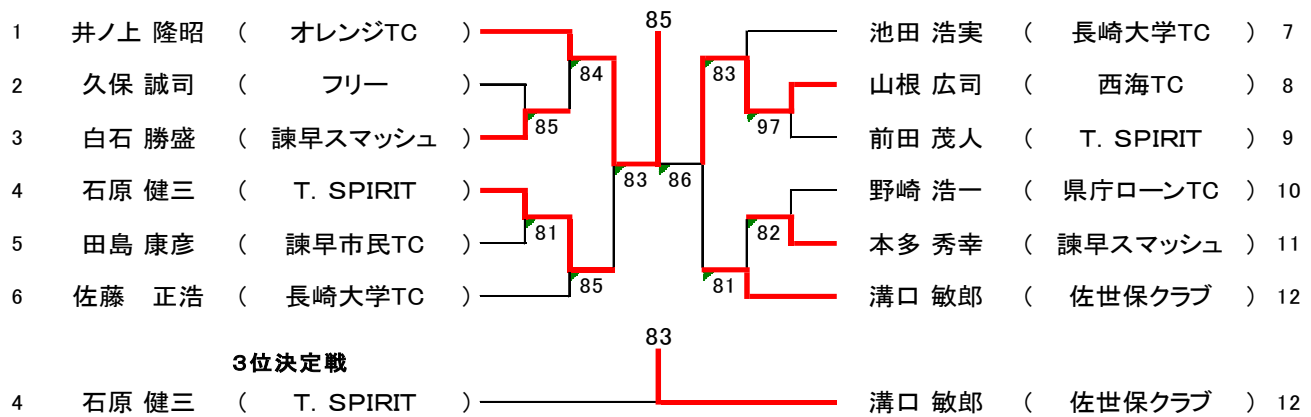 85
1 井ノ上 隆昭 ( オレンジTC ) 池田 浩実 ( 長崎大学TC ) 7
84 83
2 久保 誠司 ( フリー ) 山根 広司 ( 西海TC ) 8
85 97
3 白石 勝盛 ( 諫早スマッシュ ) 前田 茂人 ( T. SPIRIT ) 9
83 86
4 石原 健三 ( T. SPIRIT ) 野崎 浩一 ( 県庁ローンTC ) 10
81 82
5 田島 康彦 ( 諫早市民TC ) 本多 秀幸 ( 諫早スマッシュ ) 11
85 81
6 佐藤 正浩 ( 長崎大学TC ) 溝口 敏郎 ( 佐世保クラブ ) 12
83
3位決定戦
4 石原 健三 ( T. SPIRIT ) 溝口 敏郎 ( 佐世保クラブ ) 12